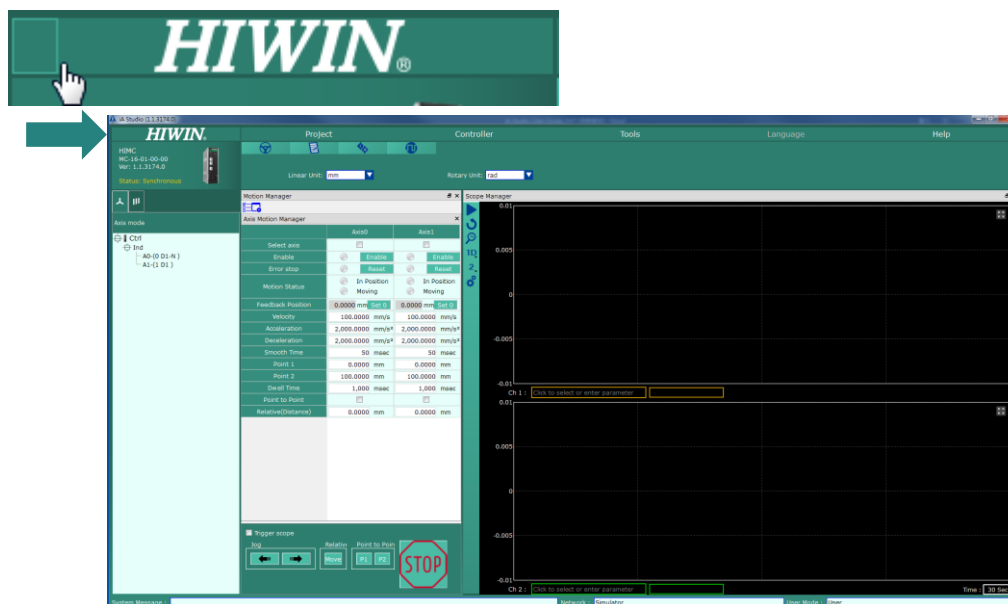 HIWIN®
iA Studio (1.1.3174.0)
HIWIN. Project Controller Tools Language Help
HIMC
MC-16-01-00-00
Ver: 1.1.3174.0
Status: Synchronous
Linear Unit: mm Rotary Unit: rad
Motion Manager
Scope Manager
Axis mode
Ctrl
Ind
A0-(0 D1-N )
A1-(1 D1 )
Axis Motion Manager
Axis0 Axis1
Select axis
Enable Enable Enable
Error stop Reset Reset
Motion Status In Position In Position
Moving Moving
Feedback Position 0.0000 mm Set 0 0.0000 mm Set 0
Velocity 100.0000 mm/s 100.0000 mm/s
Acceleration 2,000.0000 mm/s² 2,000.0000 mm/s²
Deceleration 2,000.0000 mm/s² 2,000.0000 mm/s²
Smooth Time 50 msec 50 msec
Point 1 0.0000 mm 0.0000 mm
Point 2 100.0000 mm 100.0000 mm
Dwell Time 1,000 msec 1,000 msec
Point to Point
Relative(Distance) 0.0000 mm 0.0000 mm
Trigger scope
Jog Relative Point to Poin
Move P1 P2
STOP
1D
2
0.01
0.005
0
-0.005
-0.01
Ch 1 : Click to select or enter parameter
0.01
0.005
0
-0.005
-0.01
Ch 2 : Click to select or enter parameter Time : 30 Sec
System Message : Network : Simulator User Mode : User